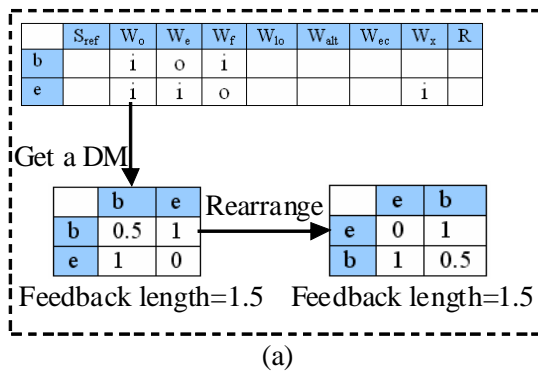 S_ref W_o W_e W_f W_lo W_alt W_ec W_x R
b i o i
e i i o i
Get a DM
b e
b 0.5 1
e 1 0
Feedback length=1.5
Rearrange
e b
e 0 1
b 1 0.5
Feedback length=1.5
(a)